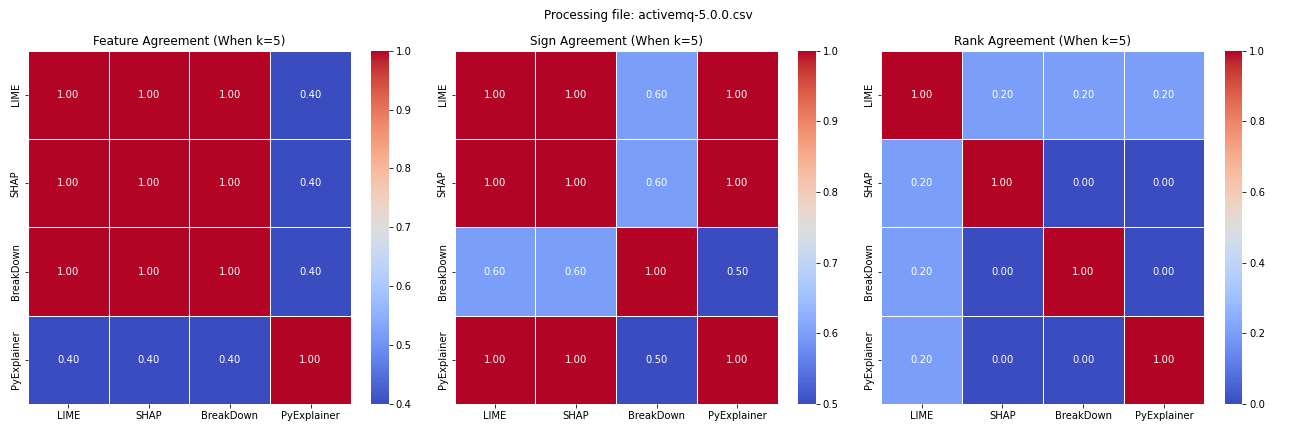 Processing file: activemq-5.0.0.csv
Feature Agreement (When k=5)
LIME
1.00 1.00 1.00 0.40
SHAP
1.00 1.00 1.00 0.40
BreakDown
1.00 1.00 1.00 0.40
PyExplainer
0.40 0.40 0.40 1.00
LIME SHAP BreakDown PyExplainer
1.0
0.9
0.8
0.7
0.6
0.5
0.4
Sign Agreement (When k=5)
LIME
1.00 1.00 0.60 1.00
SHAP
1.00 1.00 0.60 1.00
BreakDown
0.60 0.60 1.00 0.50
PyExplainer
1.00 1.00 0.50 1.00
LIME SHAP BreakDown PyExplainer
1.0
0.9
0.8
0.7
0.6
0.5
Rank Agreement (When k=5)
LIME
1.00 0.20 0.20 0.20
SHAP
0.20 1.00 0.00 0.00
BreakDown
0.20 0.00 1.00 0.00
PyExplainer
0.20 0.00 0.00 1.00
LIME SHAP BreakDown PyExplainer
1.0
0.8
0.6
0.4
0.2
0.0